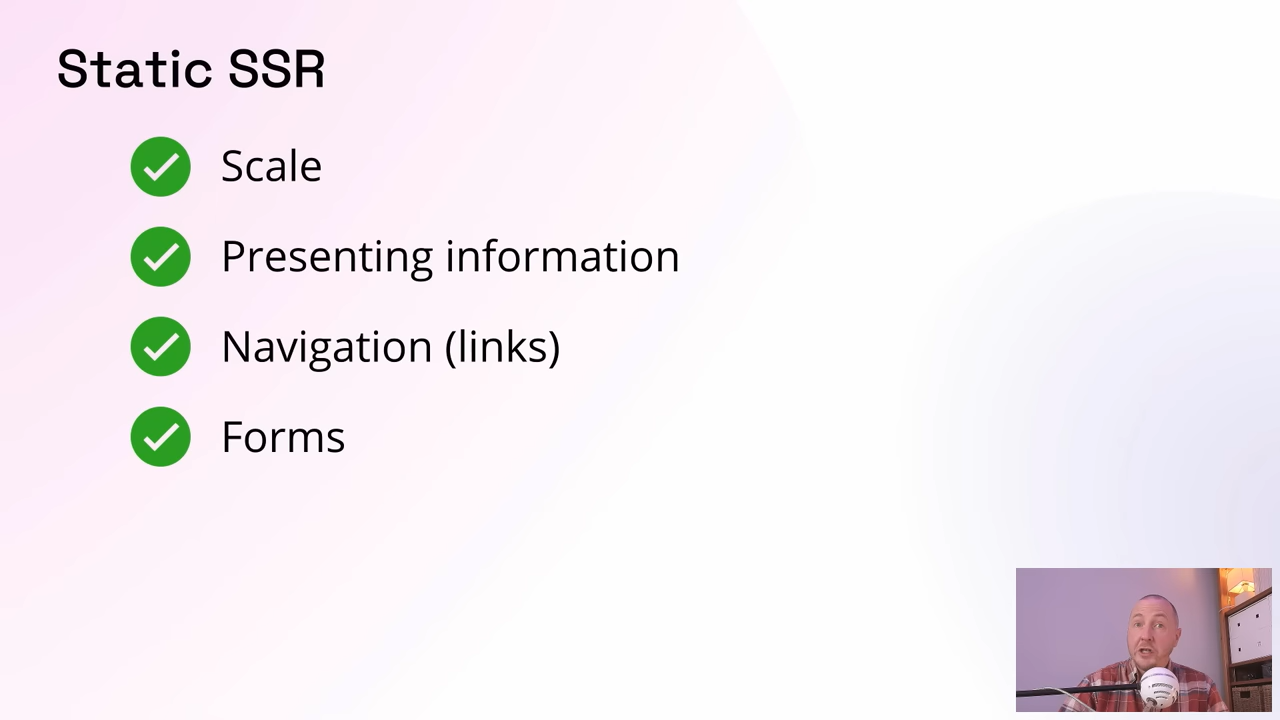 Static SSR
Scale
Presenting information
Navigation (links)
Forms